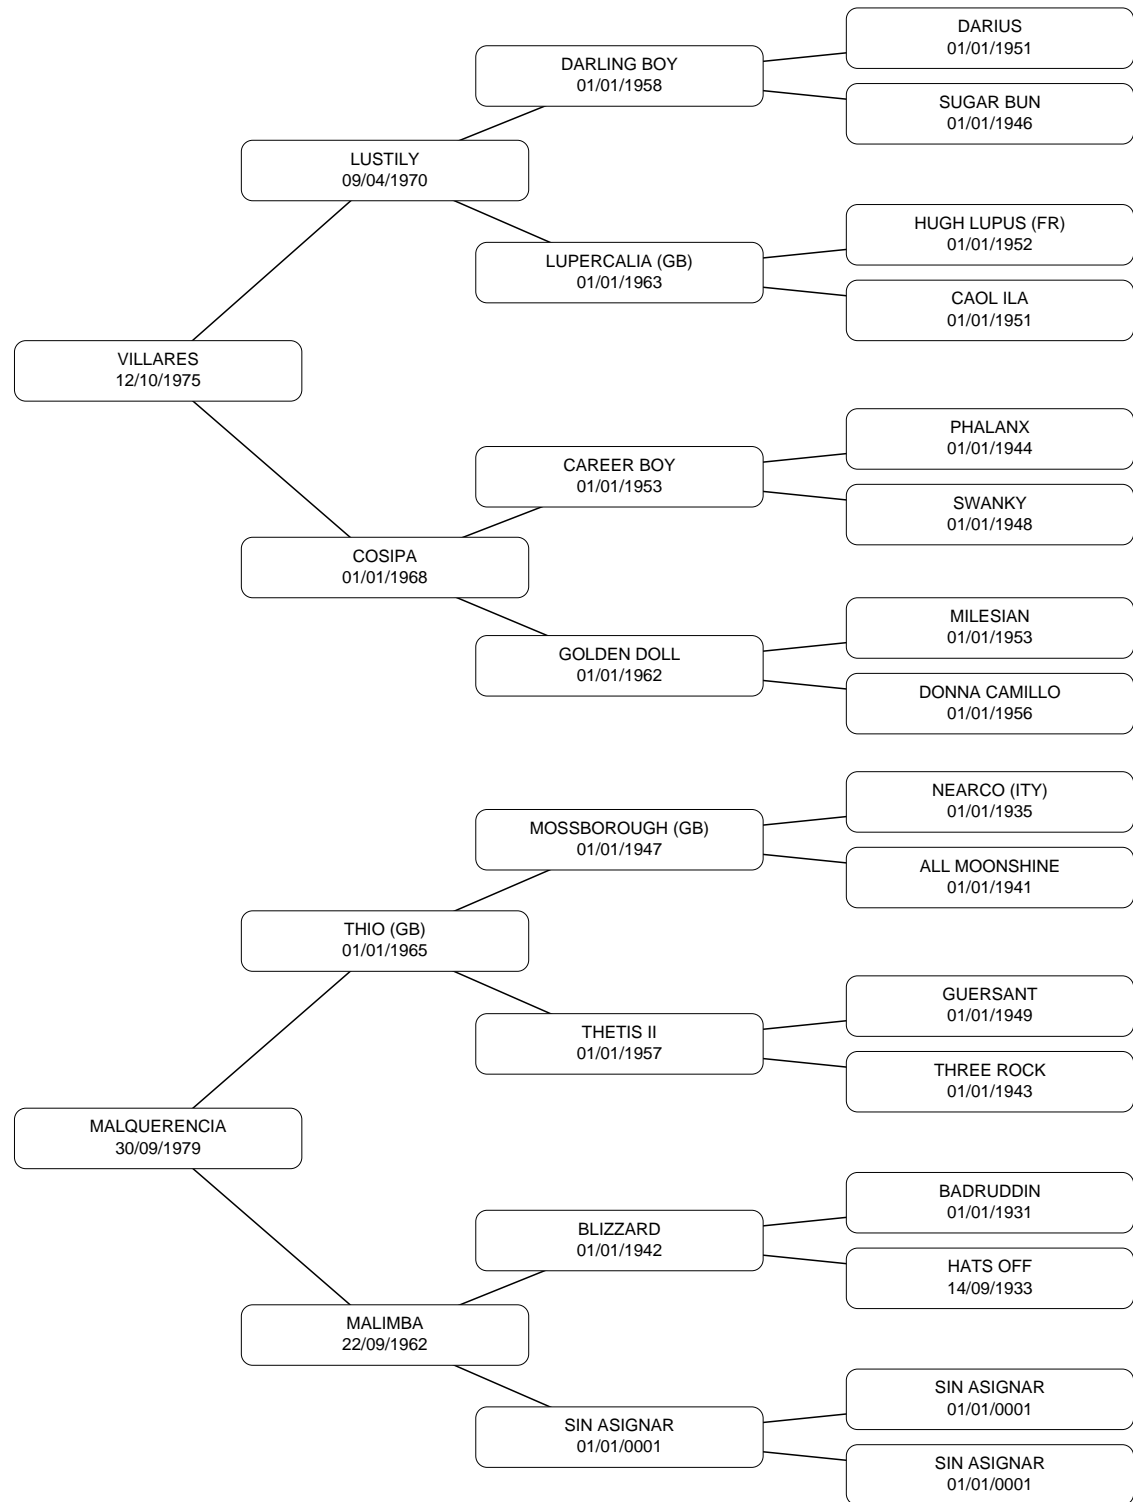 DARIUS
01/01/1951
DARLING BOY
01/01/1958
SUGAR BUN
01/01/1946
LUSTILY
09/04/1970
HUGH LUPUS (FR)
01/01/1952
LUPERCALIA (GB)
01/01/1963
CAOL ILA
01/01/1951
VILLARES
12/10/1975
PHALANX
01/01/1944
CAREER BOY
01/01/1953
SWANKY
01/01/1948
COSIPA
01/01/1968
MILESIAN
01/01/1953
GOLDEN DOLL
01/01/1962
DONNA CAMILLO
01/01/1956
NEARCO (ITY)
01/01/1935
MOSSBOROUGH (GB)
01/01/1947
ALL MOONSHINE
01/01/1941
THIO (GB)
01/01/1965
GUERSANT
01/01/1949
THETIS II
01/01/1957
THREE ROCK
01/01/1943
MALQUERENCIA
30/09/1979
BADRUDDIN
01/01/1931
BLIZZARD
01/01/1942
HATS OFF
14/09/1933
MALIMBA
22/09/1962
SIN ASIGNAR
01/01/0001
SIN ASIGNAR
01/01/0001
SIN ASIGNAR
01/01/0001